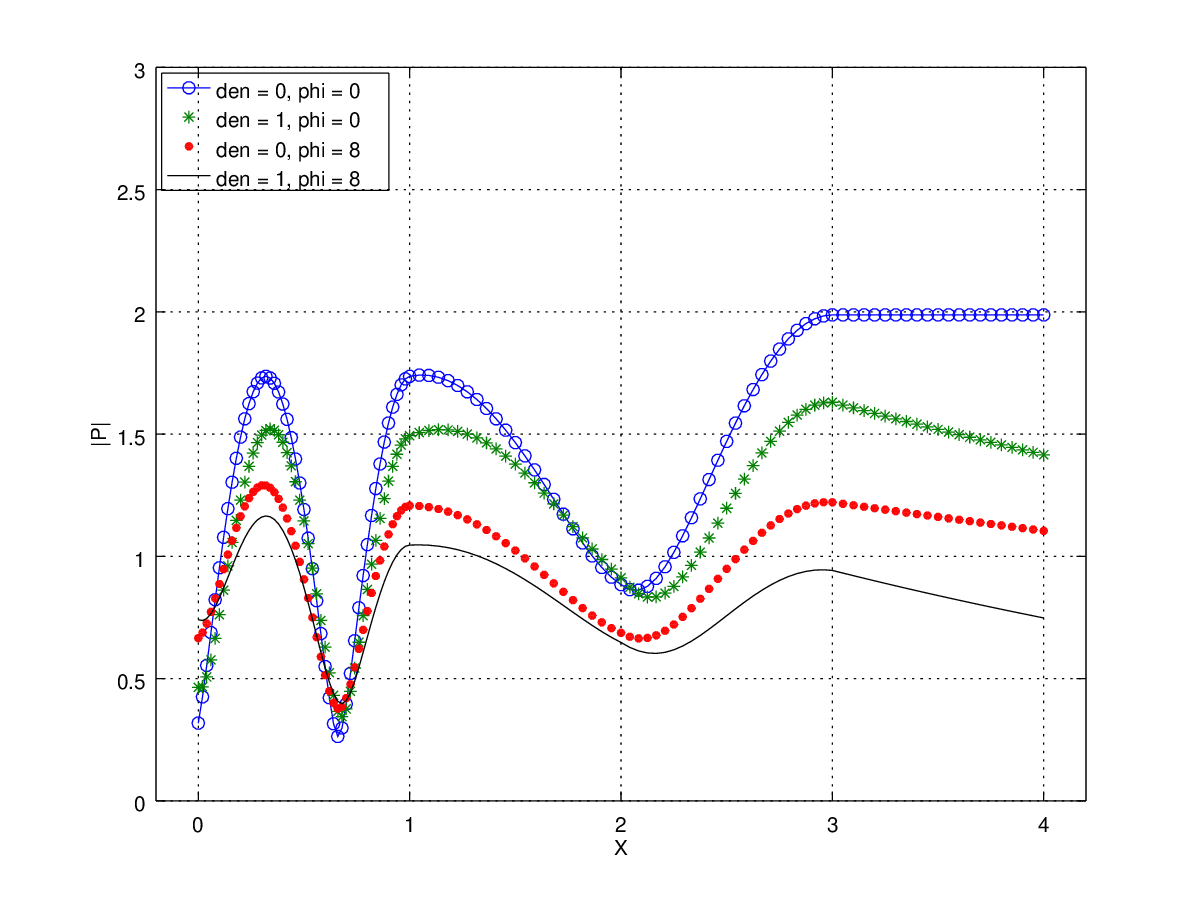 3
2.5
2
1.5
1
0.5
0
|P|
den = 0, phi = 0
den = 1, phi = 0
den = 0, phi = 8
den = 1, phi = 8
0 1 2 3 4
X